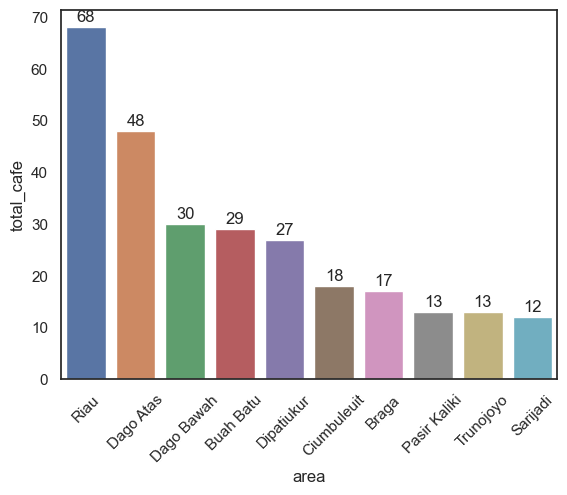 68
70
60
50
40
30
20
10
0
total_cafe
48
30
29
27
18
17
13
13
12
Riau
Dago Atas
Dago Bawah
Buah Batu
Dipatiukur
Ciumbuleuit
Braga
Pasir Kaliki
Trunojoyo
Sarijadi
area